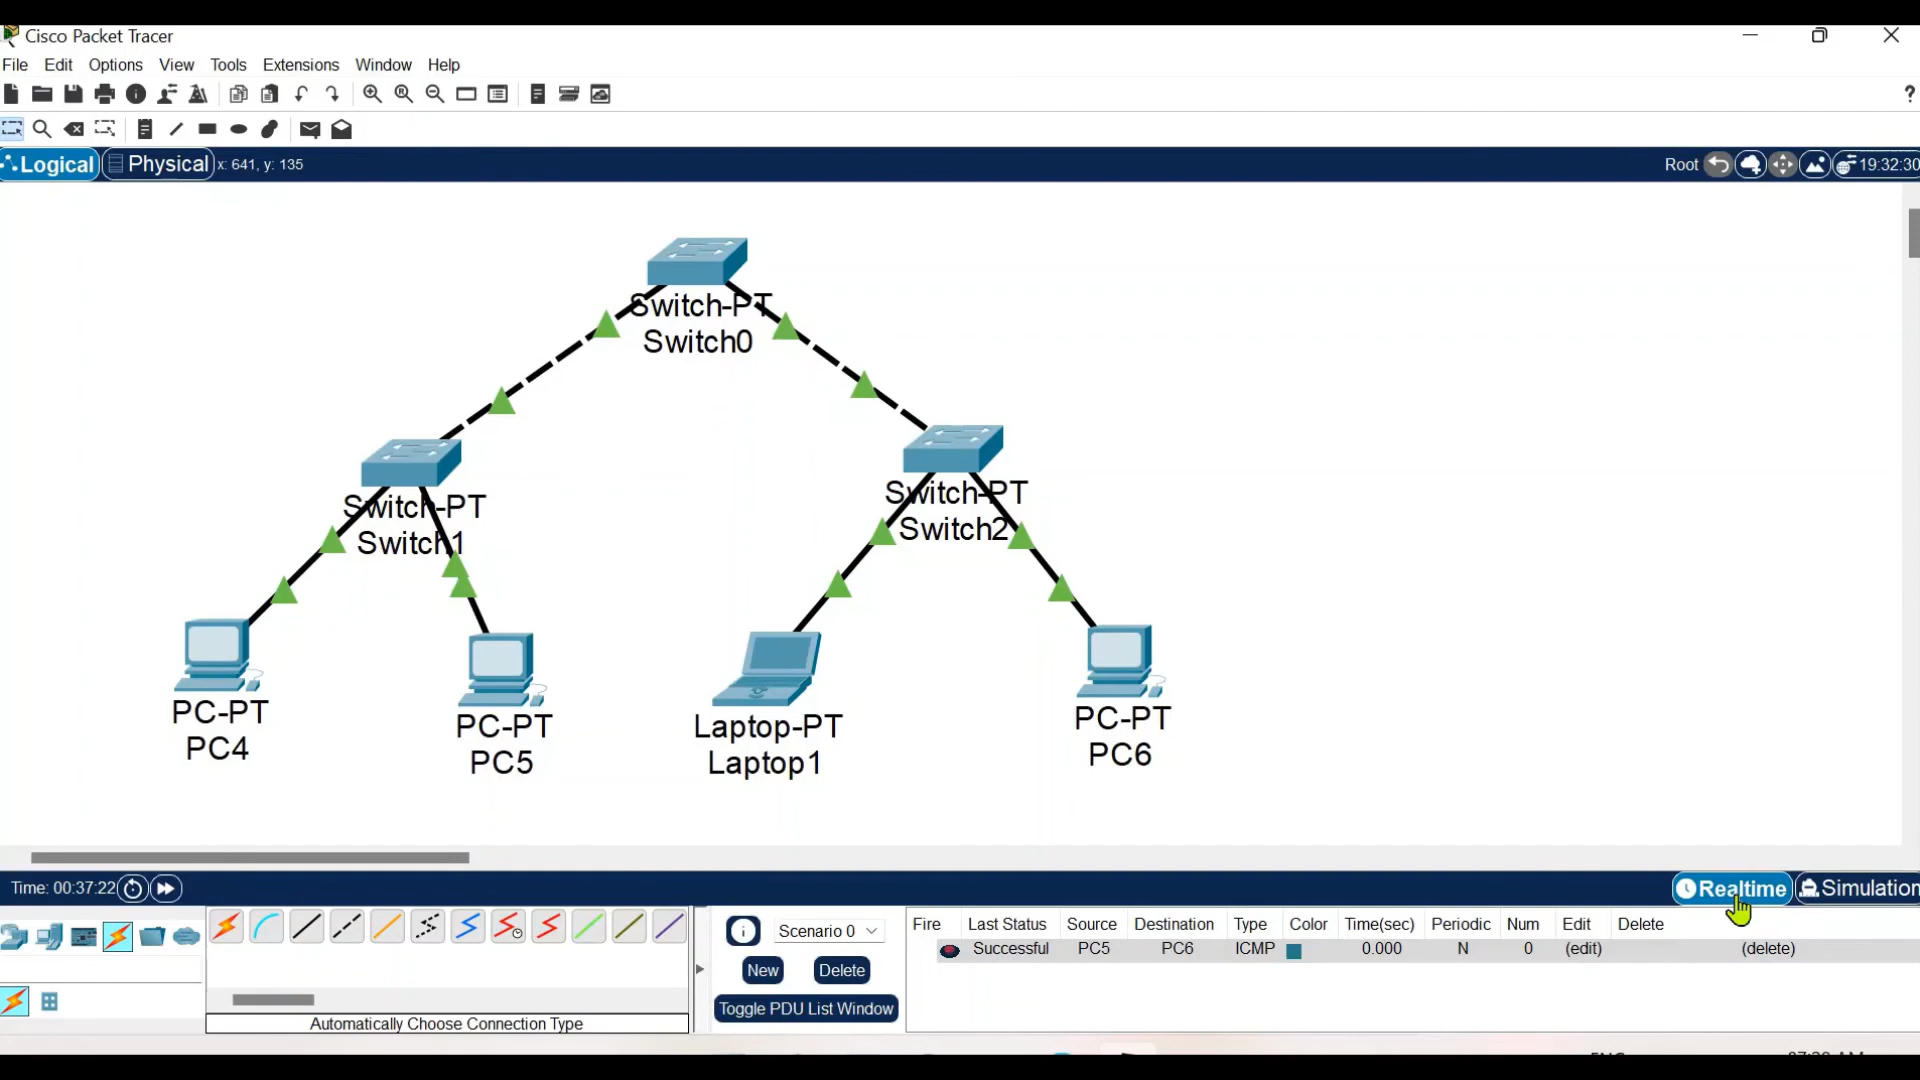 Cisco Packet Tracer
File Edit Options View Tools Extensions Window Help
?
Logical Physical x: 641, y: 135 Root 19:32:30
Switch-PT
Switch0
Switch-PT
Switch1
Switch-PT
Switch2
PC-PT
PC4
PC-PT
PC5
Laptop-PT
Laptop1
PC-PT
PC6
Time: 00:37:22 Realtime Simulation
Scenario 0
New Delete
Toggle PDU List Window
Fire Last Status Source Destination Type Color Time(sec) Periodic Num Edit Delete
Successful PC5 PC6 ICMP 0.000 N 0 (edit) (delete)
Automatically Choose Connection Type